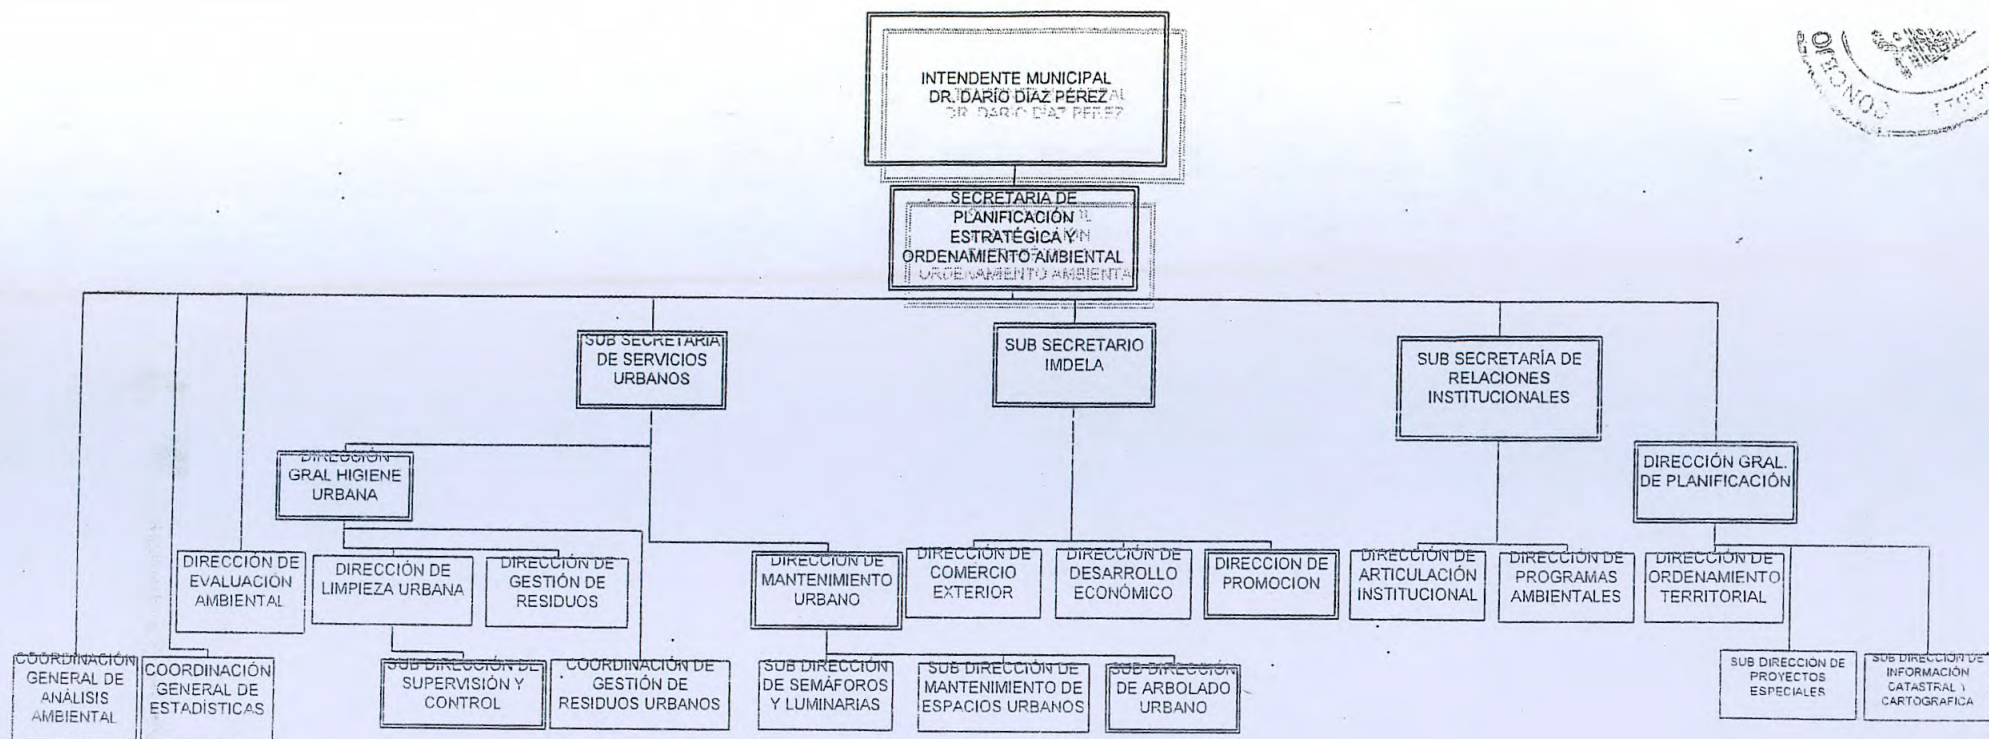 INTENDENTE MUNICIPAL
DR. DARÍO DÍAZ PÉREZ
SECRETARIA DE
PLANIFICACIÓN
ESTRATÉGICA Y
ORDENAMIENTO AMBIENTAL
SUB SECRETARIA
DE SERVICIOS
URBANOS
SUB SECRETARIO
IMDELA
SUB SECRETARÍA DE
RELACIONES
INSTITUCIONALES
DIRECCIÓN
GRAL HIGIENE
URBANA
DIRECCIÓN GRAL.
DE PLANIFICACIÓN
DIRECCIÓN DE
EVALUACIÓN
AMBIENTAL
DIRECCIÓN DE
LIMPIEZA URBANA
DIRECCIÓN DE
GESTIÓN DE
RESIDUOS
DIRECCIÓN DE
MANTENIMIENTO
URBANO
DIRECCIÓN DE
COMERCIO
EXTERIOR
DIRECCIÓN DE
DESARROLLO
ECONÓMICO
DIRECCION DE
PROMOCION
DIRECCIÓN DE
ARTICULACIÓN
INSTITUCIONAL
DIRECCIÓN DE
PROGRAMAS
AMBIENTALES
DIRECCIÓN DE
ORDENAMIENTO
TERRITORIAL
COORDINACIÓN
GENERAL DE
ANÁLISIS
AMBIENTAL
COORDINACIÓN
GENERAL DE
ESTADÍSTICAS
SUB DIRECCIÓN DE
SUPERVISIÓN Y
CONTROL
COORDINACIÓN DE
GESTIÓN DE
RESIDUOS URBANOS
SUB DIRECCIÓN
DE SEMÁFOROS
Y LUMINARIAS
SUB DIRECCIÓN DE
MANTENIMIENTO DE
ESPACIOS URBANOS
SUB DIRECCIÓN
DE ARBOLADO
URBANO
SUB DIRECCIÓN DE
PROYECTOS
ESPECIALES
SUB DIRECCIÓN DE
INFORMACIÓN
CATASTRAL Y
CARTOGRAFICA